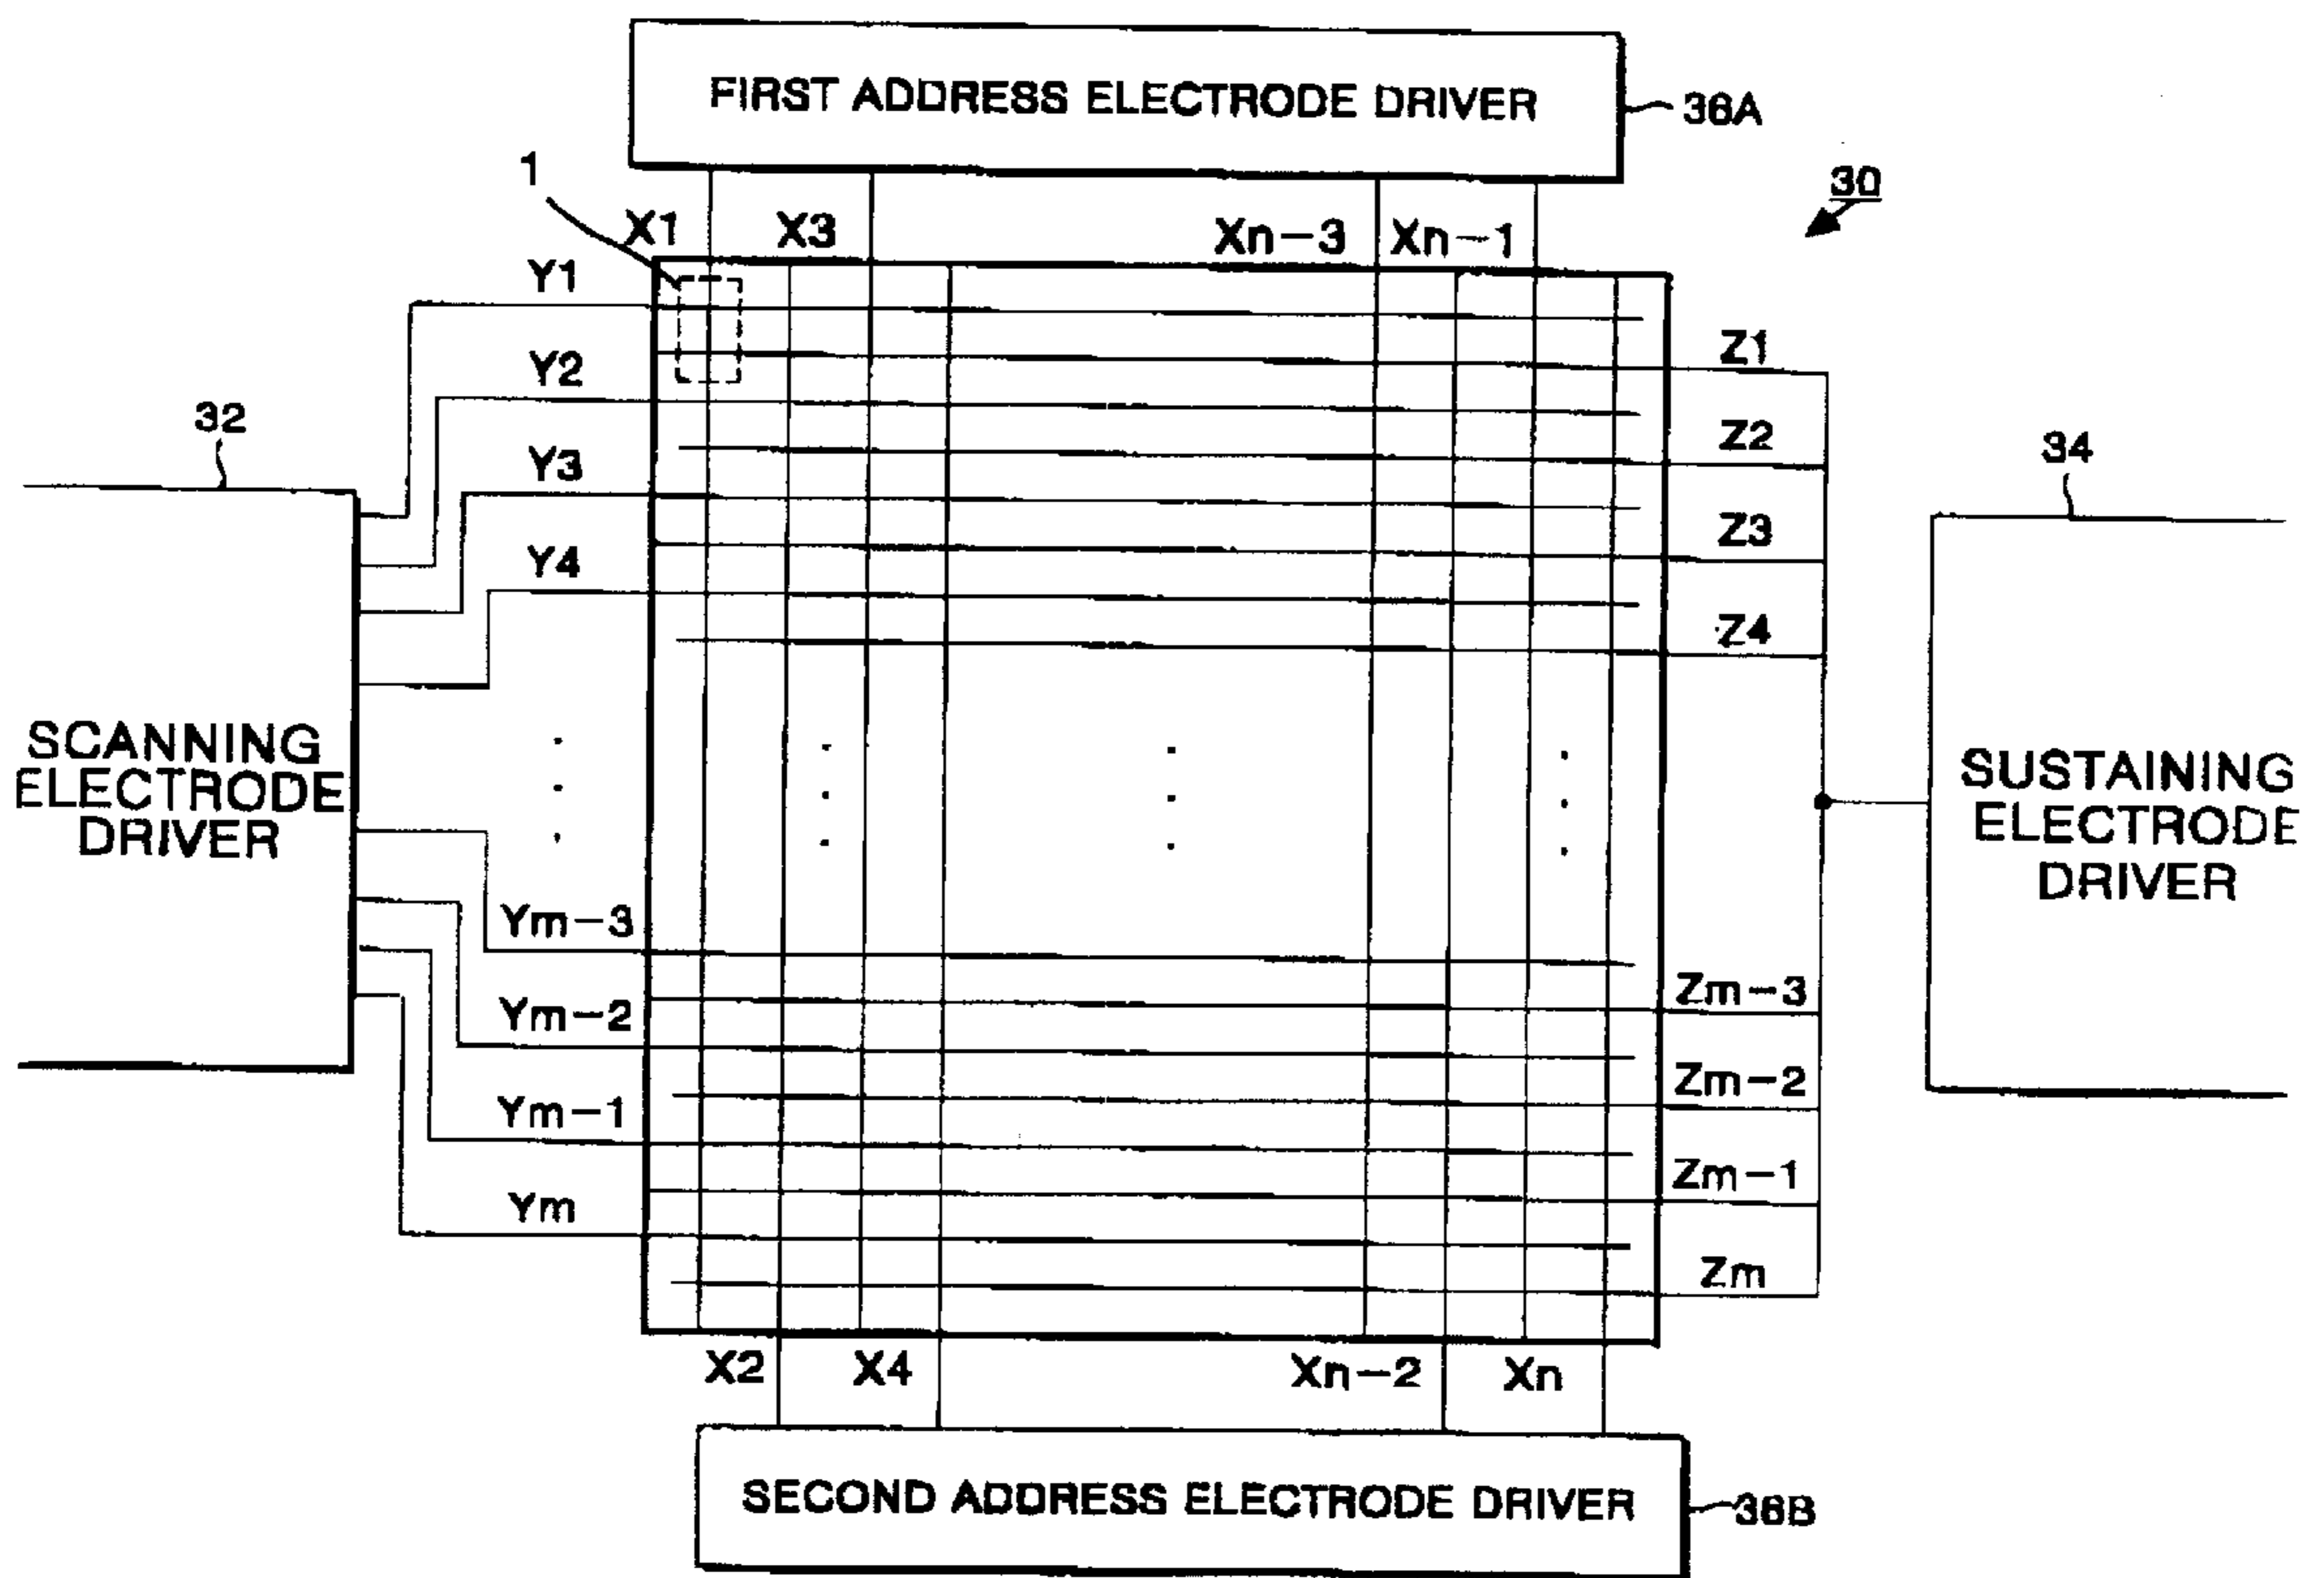 FIRST ADDRESS ELECTRODE DRIVER
36A
1
30
X1
X3
Xn-3
Xn-1
Y1
Y2
Y3
Y4
32
Z1
Z2
Z3
Z4
34
SCANNING
ELECTRODE
DRIVER
SUSTAINING
ELECTRODE
DRIVER
Ym-3
Ym-2
Ym-1
Ym
Zm-3
Zm-2
Zm-1
Zm
X2
X4
Xn-2
Xn
SECOND ADDRESS ELECTRODE DRIVER
36B